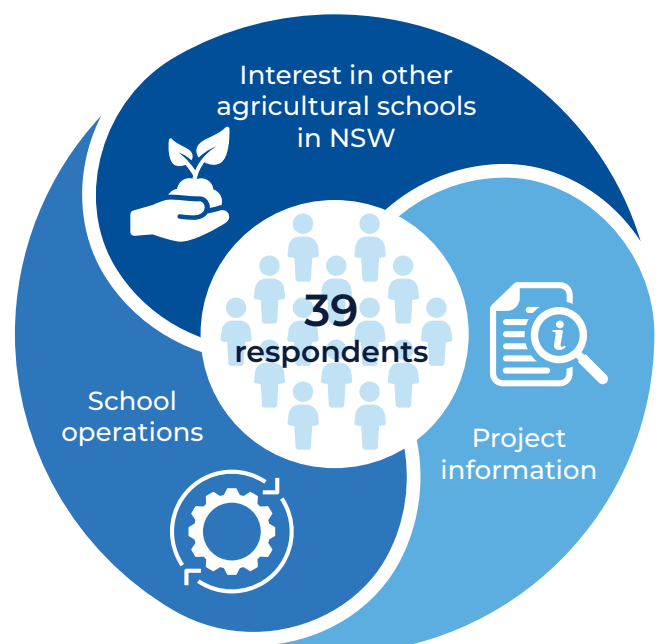 Interest in other
agricultural schools
in NSW
39
respondents
School
operations
i
Project
information